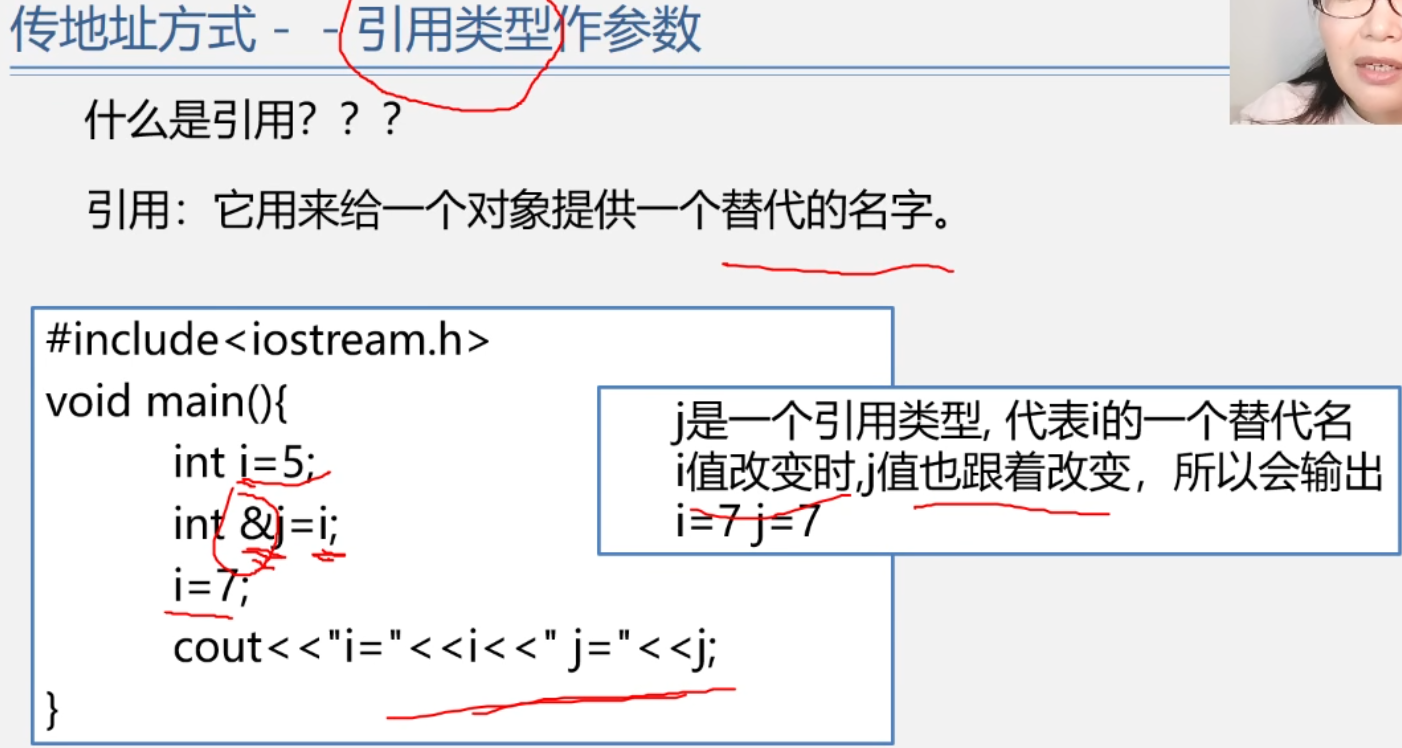 传地址方式 - - 引用类型作参数
什么是引用？？？
引用：它用来给一个对象提供一个替代的名字。
#include<iostream.h>
void main(){
int i=5;
int &j=i;
i=7;
cout<<"i="<<i<<" j="<<j;
}
j是一个引用类型, 代表i的一个替代名
i值改变时,j值也跟着改变，所以会输出
i=7 j=7